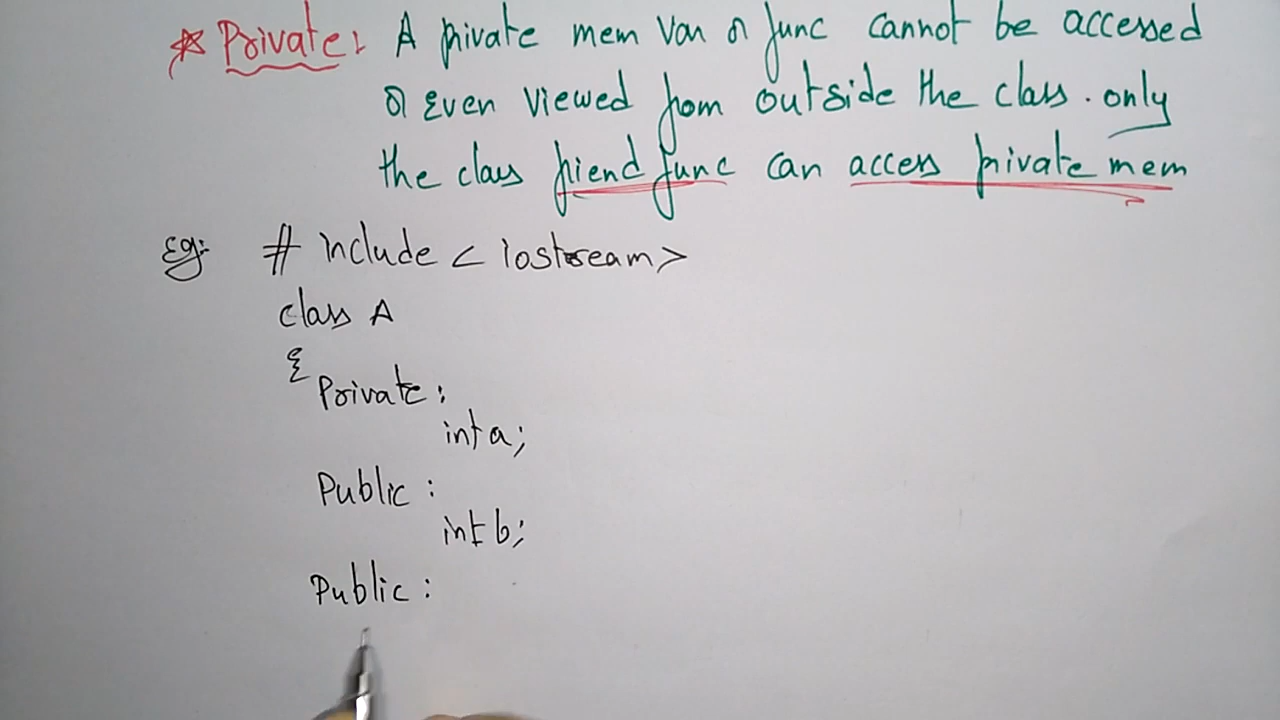 * Private: A private mem var or func cannot be accessed
or even viewed from outside the class. only
the class friend func can access private mem
Eg: # include < iostream >
class A
{ Private :
int a;
Public :
int b;
Public :